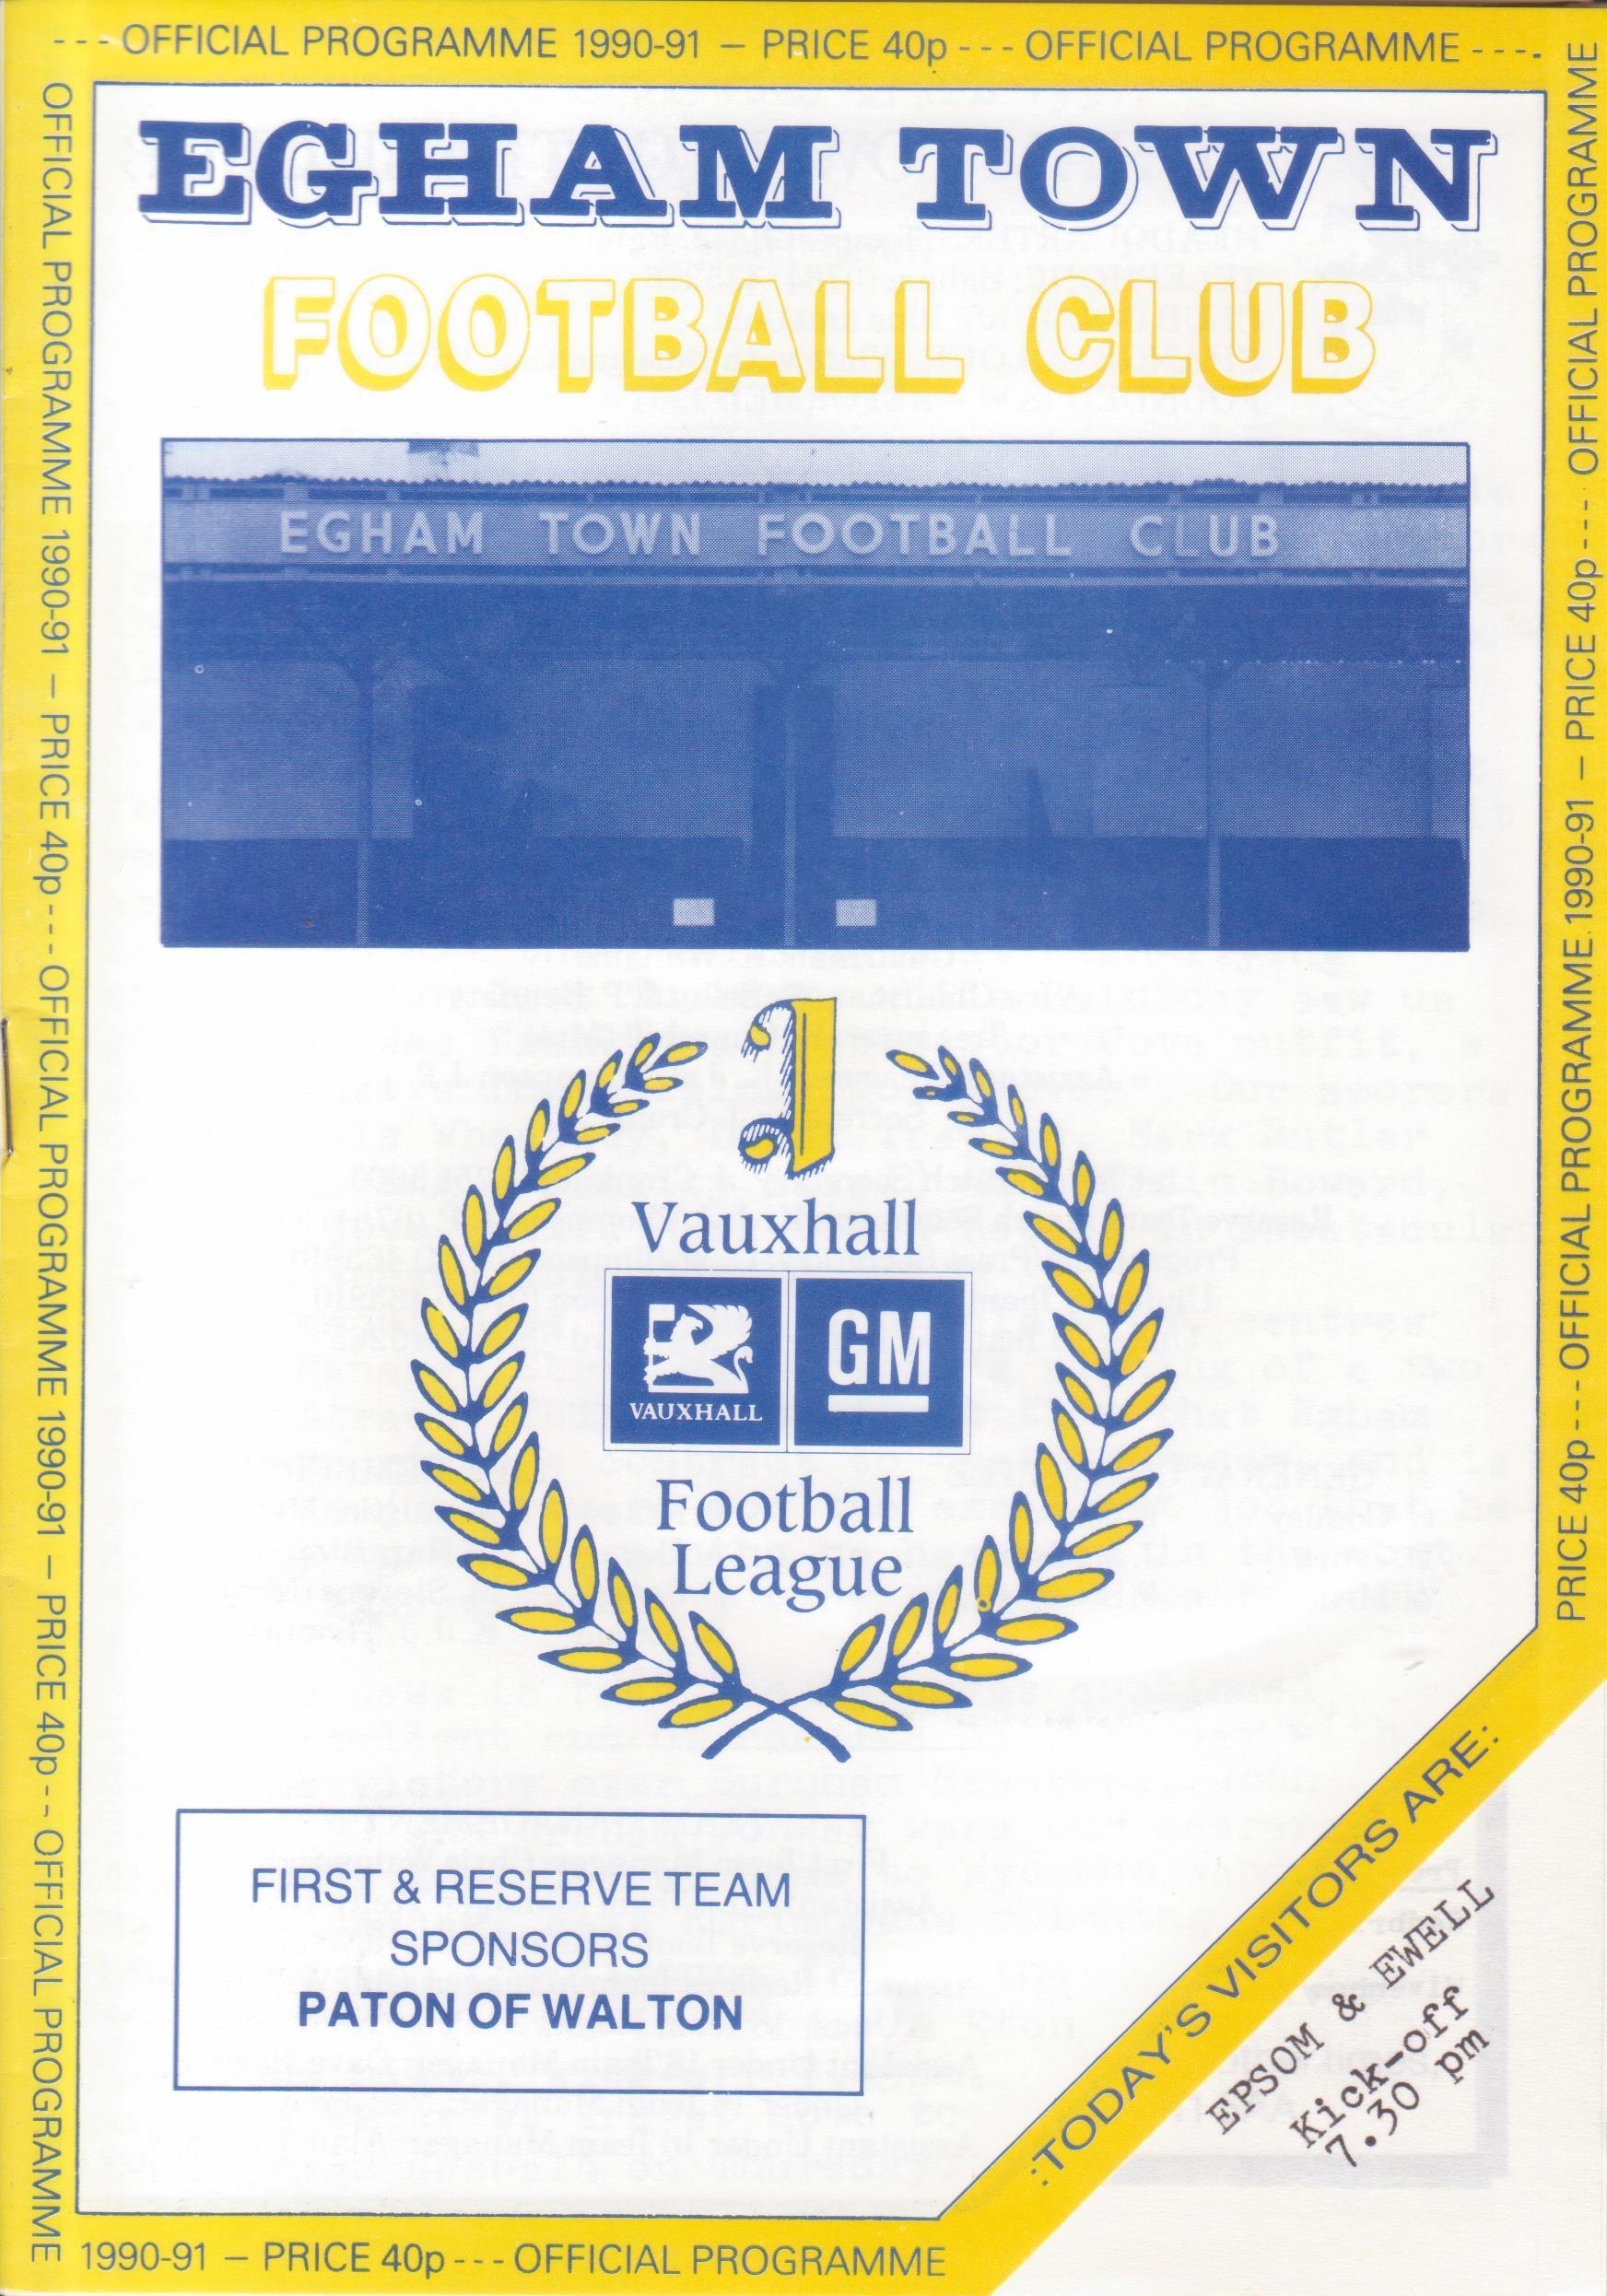 --- OFFICIAL PROGRAMME 1990-91 – PRICE 40p --- OFFICIAL PROGRAMME ---.
OFFICIAL PROGRAMME 1990-91 – PRICE 40p --- OFFICIAL PROGRAMME 1990-91 – PRICE 40p -- OFFICIAL PROGRAMME
PRICE 40p --- OFFICIAL PROGRAMME 1990-91 – PRICE 40p --- OFFICIAL PROGRAMME
EGHAM TOWN
FOOTBALL CLUB
EGHAM TOWN FOOTBALL CLUB
1
Vauxhall
VAUXHALL
GM
Football
League
FIRST & RESERVE TEAM
SPONSORS
PATON OF WALTON
:TODAY'S VISITORS ARE:
EPSOM & EWELL
Kick-off
7.30 pm
1990-91 – PRICE 40p --- OFFICIAL PROGRAMME